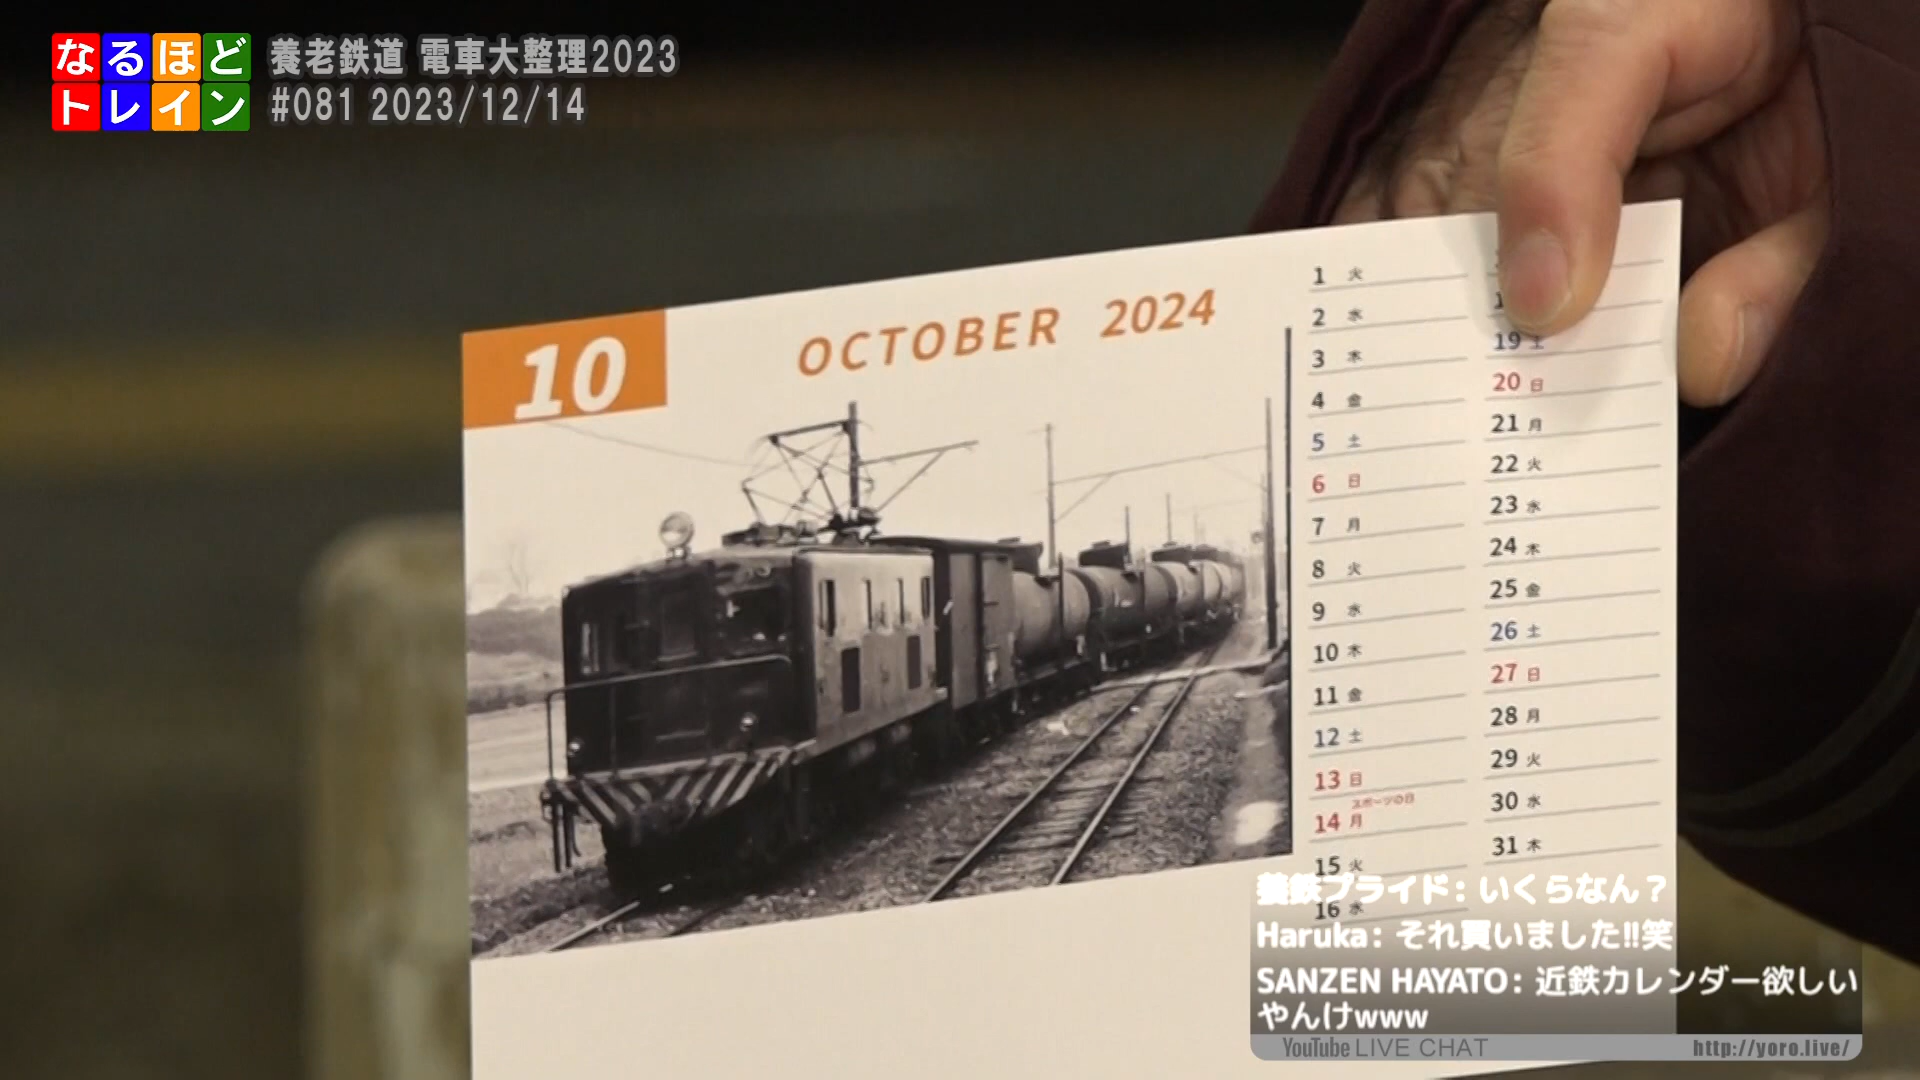 なるほど
トレイン
養老鉄道 電車大整理2023
#081 2023/12/14
10
OCTOBER 2024
1 火
2 水
3 木
4 金
5 土
6 日
7 月
8 火
9 水
10 木
11 金
12 土
13 日
スポーツの日
14 月
15 火
16 水
19 土
20 日
21 月
22 火
23 水
24 木
25 金
26 土
27 日
28 月
29 火
30 水
31 木
養鉄プライド: いくらなん？
Haruka: それ買いました!!笑
SANZEN HAYATO: 近鉄カレンダー欲しい
やんけwww
YouTube LIVE CHAT
http://yoro.live/